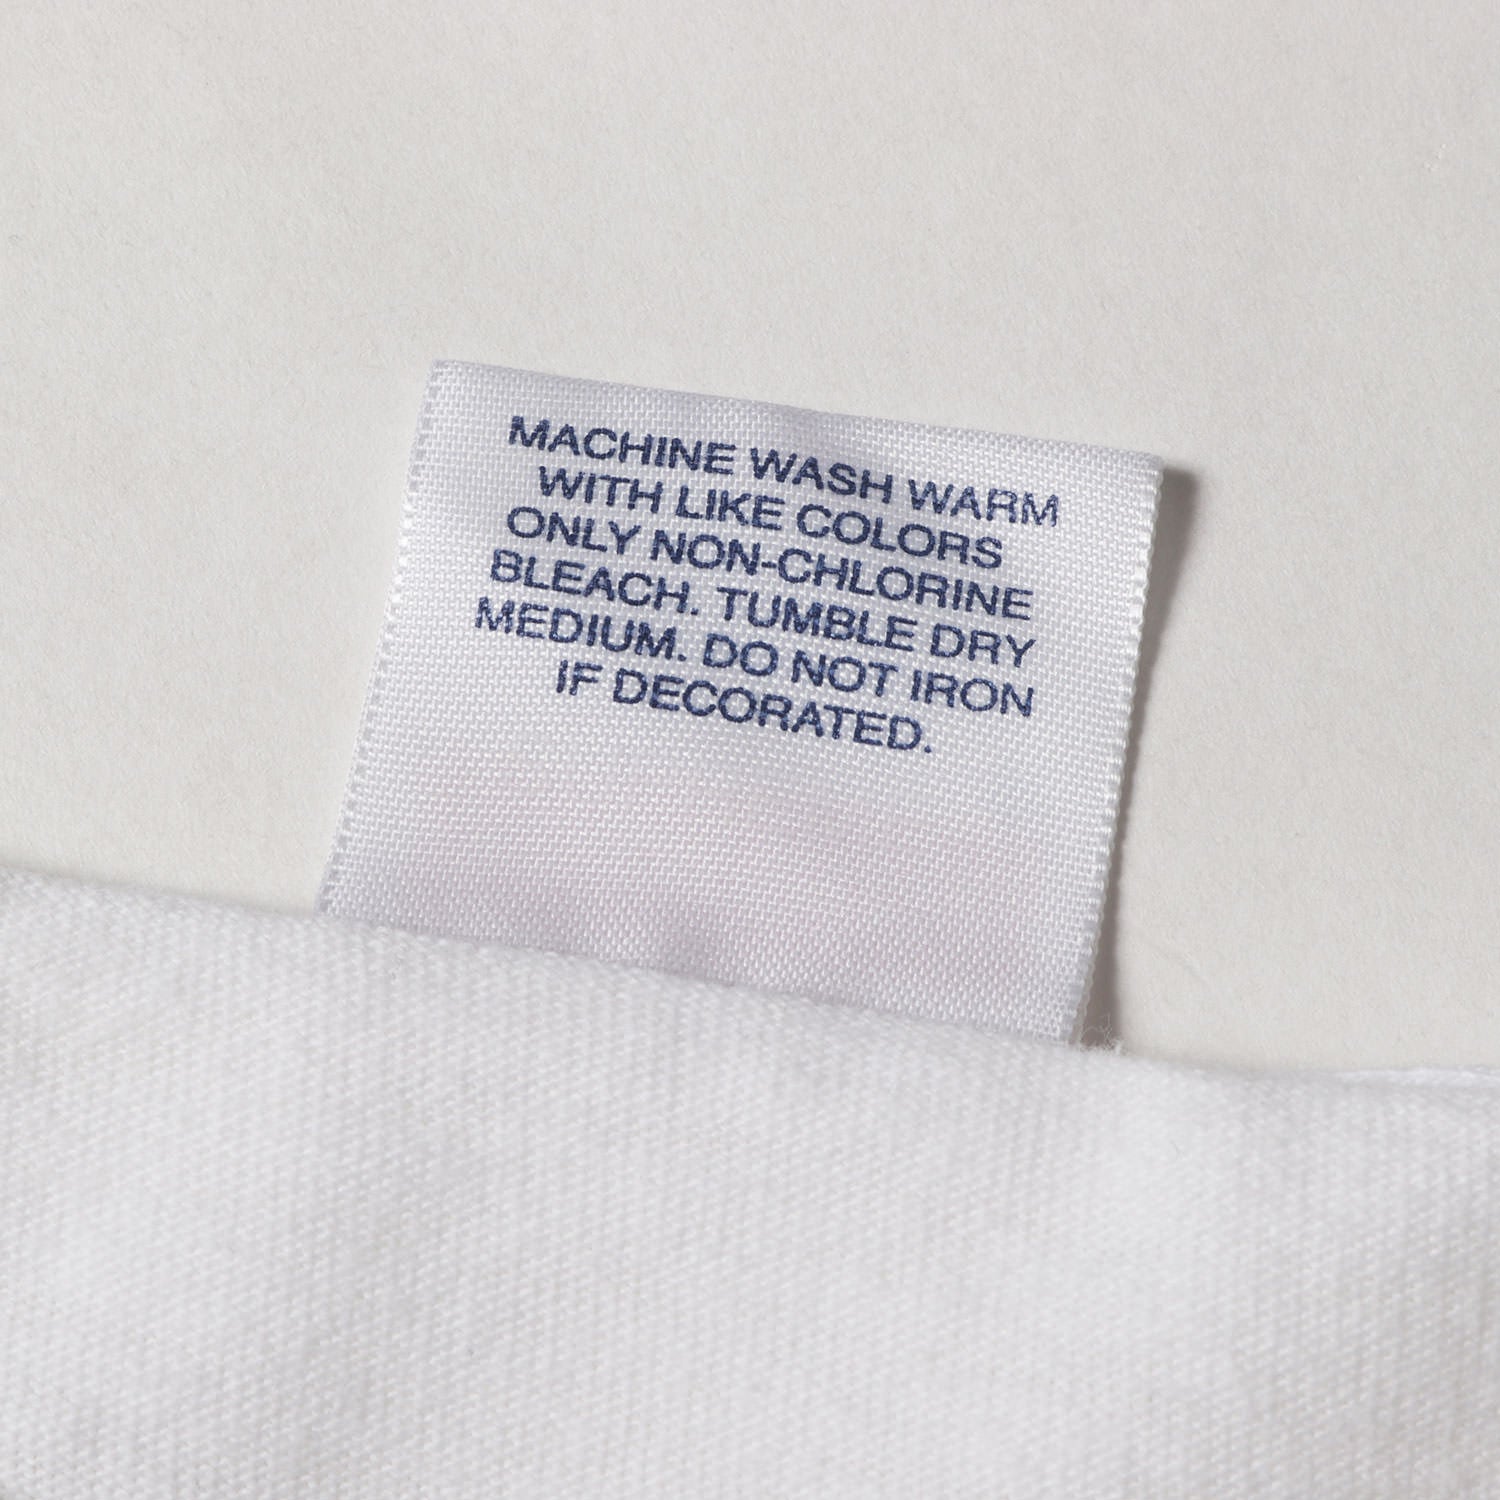 MACHINE WASH WARM
WITH LIKE COLORS
ONLY NON-CHLORINE
BLEACH. TUMBLE DRY
MEDIUM. DO NOT IRON
IF DECORATED.